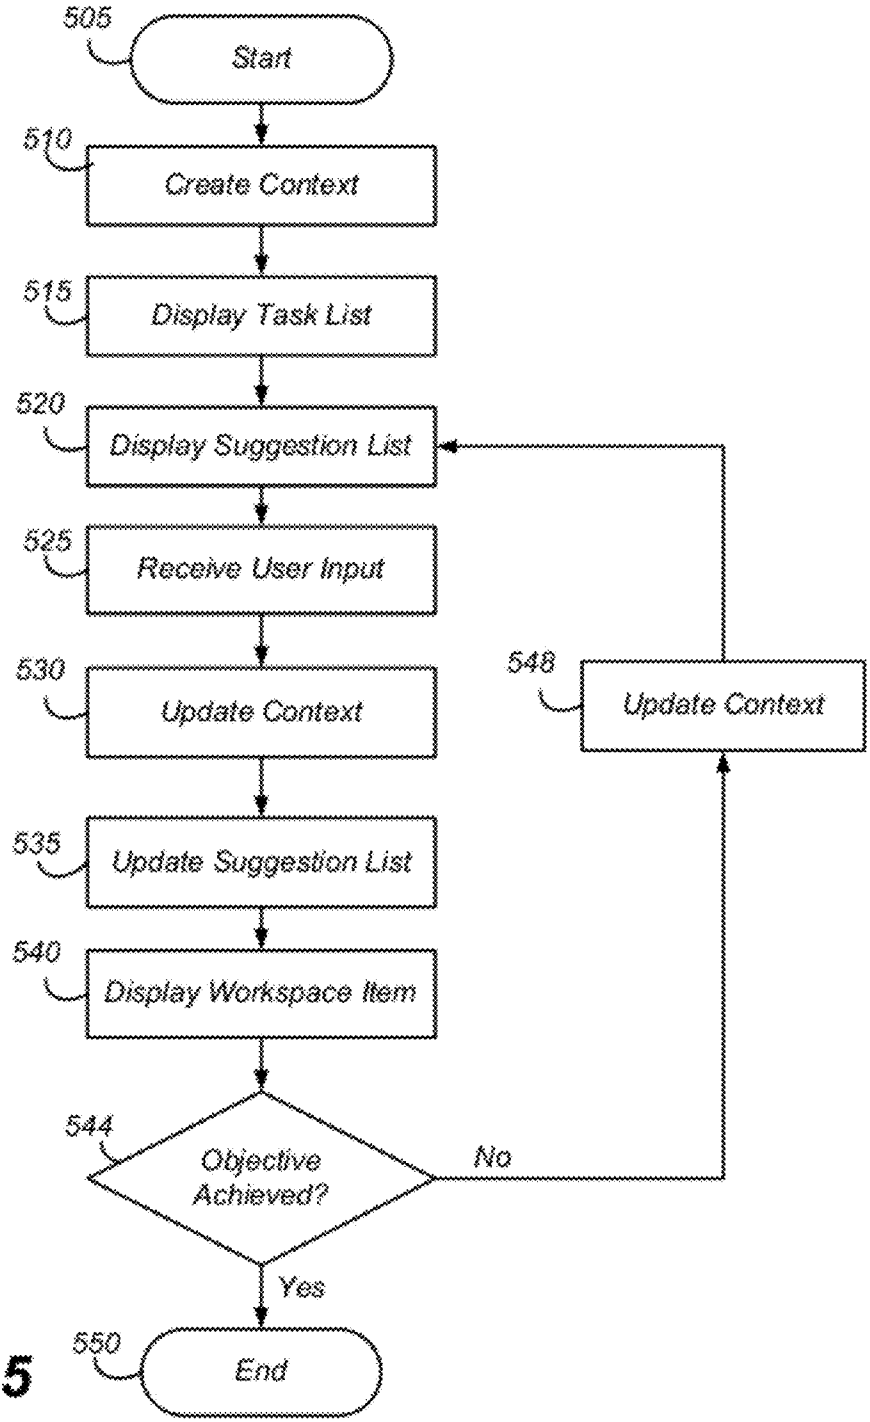 505
Start
510
Create Context
515
Display Task List
520
Display Suggestion List
525
Receive User Input
530
Update Context
548
Update Context
535
Update Suggestion List
540
Display Workspace Item
544
Objective
Achieved?
No
Yes
550
End
5